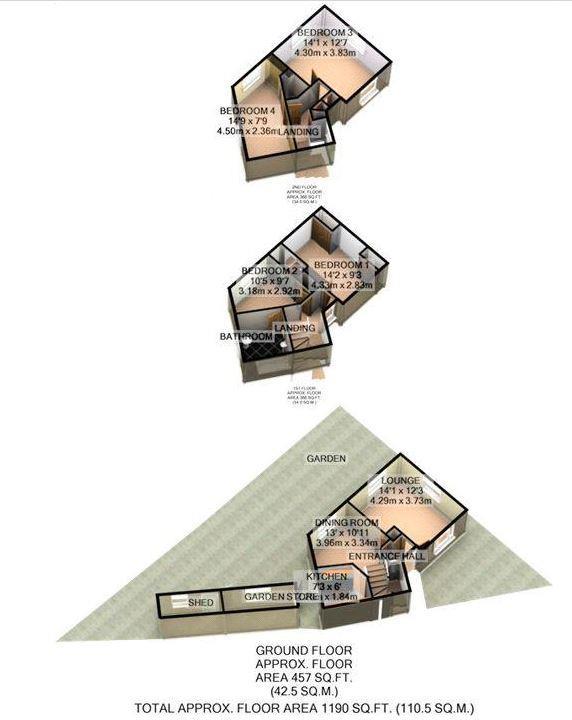 BEDROOM 3
14'1 x 12'7
4.30m x 3.83m
BEDROOM 4
14'9 x 7'9
4.50m x 2.36m
LANDING
2ND FLOOR
APPROX. FLOOR
AREA 366 SQ.FT.
(34.0 SQ.M.)
BEDROOM 1
14'2 x 9'3
4.33m x 2.83m
BEDROOM 2
10'5 x 9'7
3.18m x 2.92m
LANDING
BATHROOM
1ST FLOOR
APPROX. FLOOR
AREA 366 SQ.FT.
(34.0 SQ.M.)
GARDEN
LOUNGE
14'1 x 12'3
4.29m x 3.73m
DINING ROOM
13' x 10'11
3.96m x 3.34m
ENTRANCE HALL
KITCHEN
7'3 x 6'
x 1.84m
GARDEN STORE
SHED
GROUND FLOOR
APPROX. FLOOR
AREA 457 SQ.FT.
(42.5 SQ.M.)
TOTAL APPROX. FLOOR AREA 1190 SQ.FT. (110.5 SQ.M.)